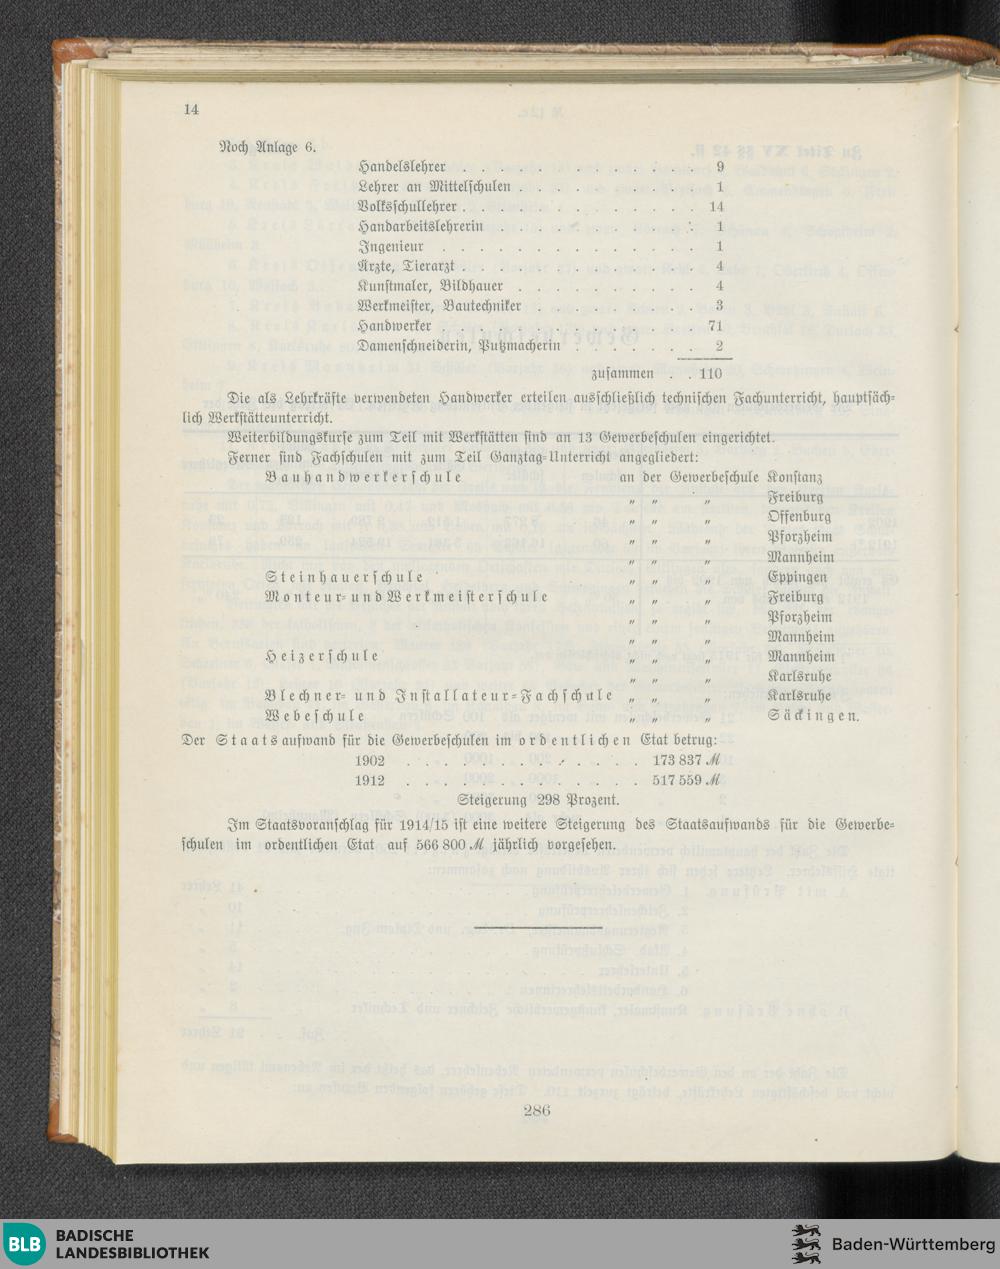 14
Noch Anlage 6.
Handelslehrer . . . . . . . . . . . . 9
Lehrer an Mittelschulen . . . . . . . . . . 1
Volksschullehrer . . . . . . . . . . . . 14
Handarbeitslehrerin . . . . . . . . . . . 1
Ingenieur . . . . . . . . . . . . . 1
Ärzte, Tierarzt . . . . . . . . . . . . 4
Kunstmaler, Bildhauer . . . . . . . . . . 4
Werkmeister, Bautechniker . . . . . . . . . 3
Handwerker . . . . . . . . . . . . . 71
Damenschneiderin, Putzmacherin . . . . . . . 2
zusammen . . 110
Die als Lehrkräfte verwendeten Handwerker erteilen ausschließlich technischen Fachunterricht, hauptsäch-
lich Werkstätteunterricht.
Weiterbildungskurse zum Teil mit Werkstätten sind an 13 Gewerbeschulen eingerichtet.
Ferner sind Fachschulen mit zum Teil Ganztag-Unterricht angegliedert:
Bauhandwerkerschule an der Gewerbeschule Konstanz
„ „ „ Freiburg
„ „ „ Offenburg
„ „ „ Pforzheim
„ „ „ Mannheim
Steinhauerschule „ „ „ Eppingen
Monteur- und Werkmeisterschule „ „ „ Freiburg
„ „ „ Pforzheim
„ „ „ Mannheim
Heizerschule „ „ „ Mannheim
„ „ „ Karlsruhe
Blechner- und Installateur-Fachschule „ „ „ Karlsruhe
Webeschule „ „ „ Säckingen.
Der Staatsaufwand für die Gewerbeschulen im ordentlichen Etat betrug:
1902 . . . . . . . . . . . . . 173 837 ℳ
1912 . . . . . . . . . . . . . 517 559 ℳ
Steigerung 298 Prozent.
Im Staatsvoranschlag für 1914/15 ist eine weitere Steigerung des Staatsaufwands für die Gewerbe-
schulen im ordentlichen Etat auf 566 800 ℳ jährlich vorgesehen.
286
BLB BADISCHE
LANDESBIBLIOTHEK
Baden-Württemberg